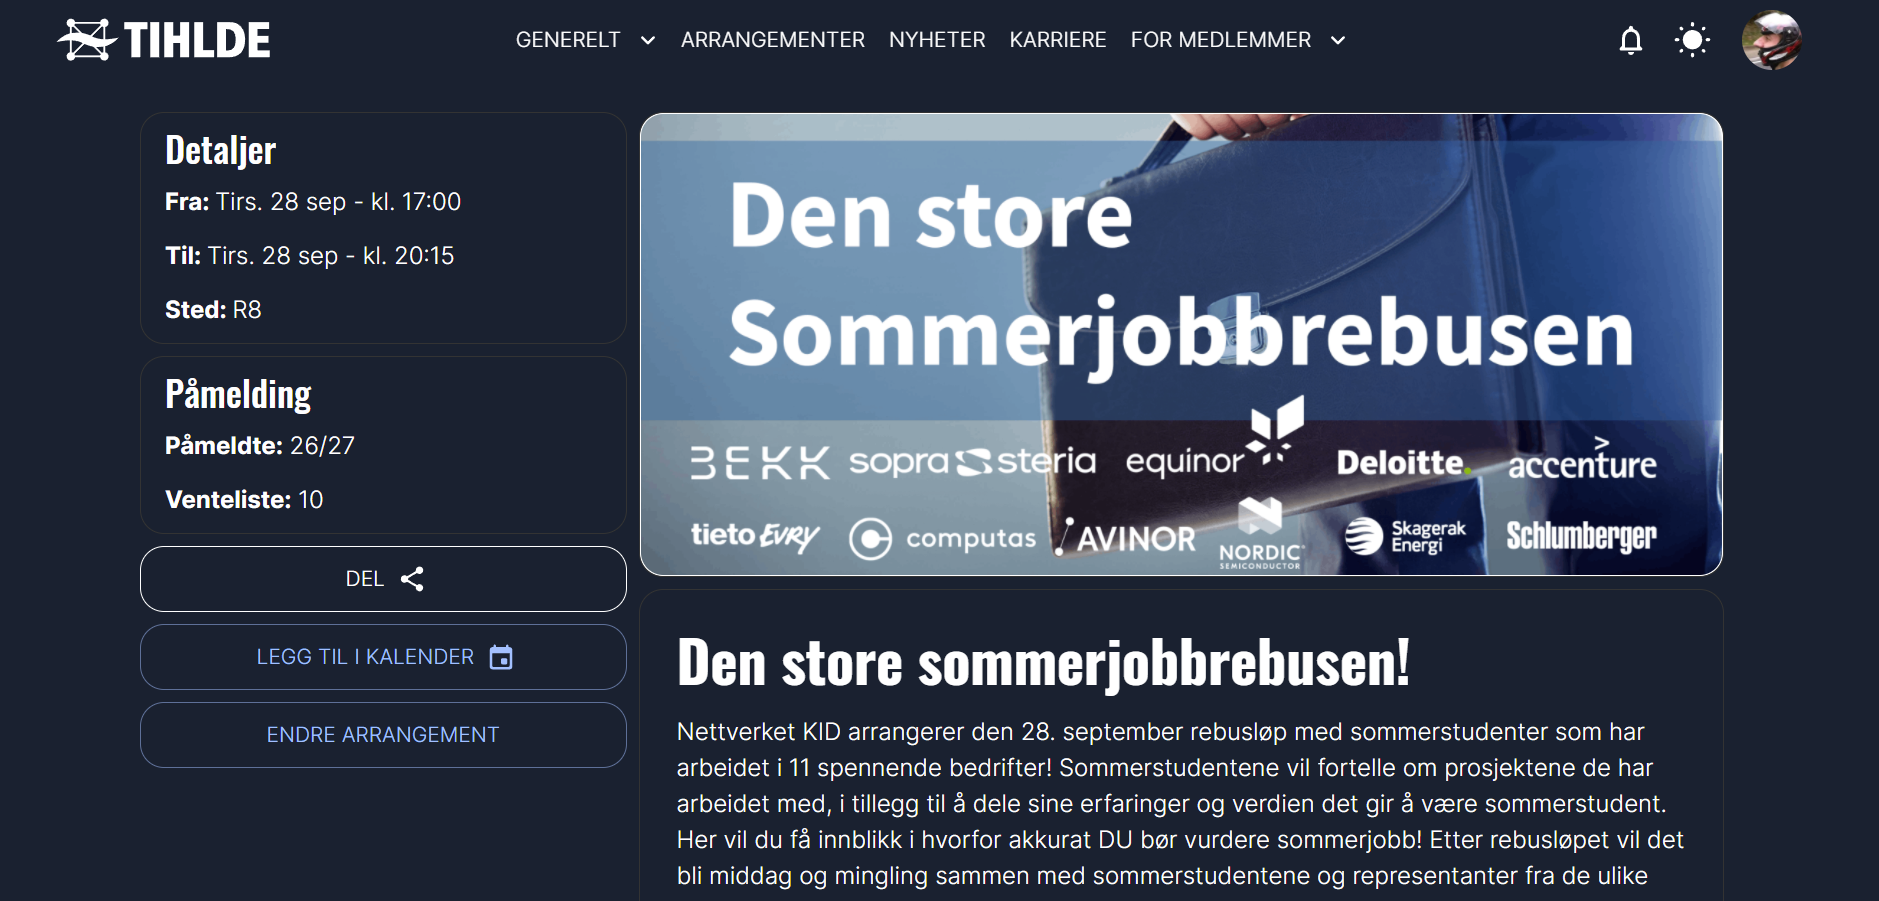 TIHLDE
GENERELT
ARRANGEMENTER
NYHETER
KARRIERE
FOR MEDLEMMER
Detaljer
Fra: Tirs. 28 sep - kl. 17:00
Til: Tirs. 28 sep - kl. 20:15
Sted: R8
Påmelding
Påmeldte: 26/27
Venteliste: 10
DEL
LEGG TIL I KALENDER
ENDRE ARRANGEMENT
Den store
Sommerjobbrebusen
BEKK
sopra steria
equinor
Deloitte.
accenture
tieto EVRY
computas
AVINOR
NORDIC
SEMICONDUCTOR
Skagerak
Energi
Schlumberger
Den store sommerjobbrebusen!
Nettverket KID arrangerer den 28. september rebusløp med sommerstudenter som har
arbeidet i 11 spennende bedrifter! Sommerstudentene vil fortelle om prosjektene de har
arbeidet med, i tillegg til å dele sine erfaringer og verdien det gir å være sommerstudent.
Her vil du få innblikk i hvorfor akkurat DU bør vurdere sommerjobb! Etter rebusløpet vil det
bli middag og mingling sammen med sommerstudentene og representanter fra de ulike